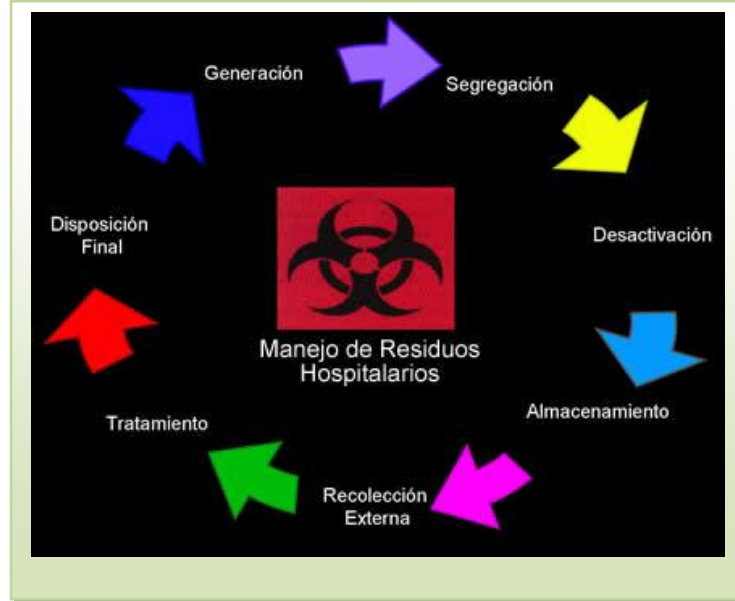 Generación
Segregación
Desactivación
Almacenamiento
Recolección
Externa
Tratamiento
Disposición
Final
Manejo de Residuos
Hospitalarios